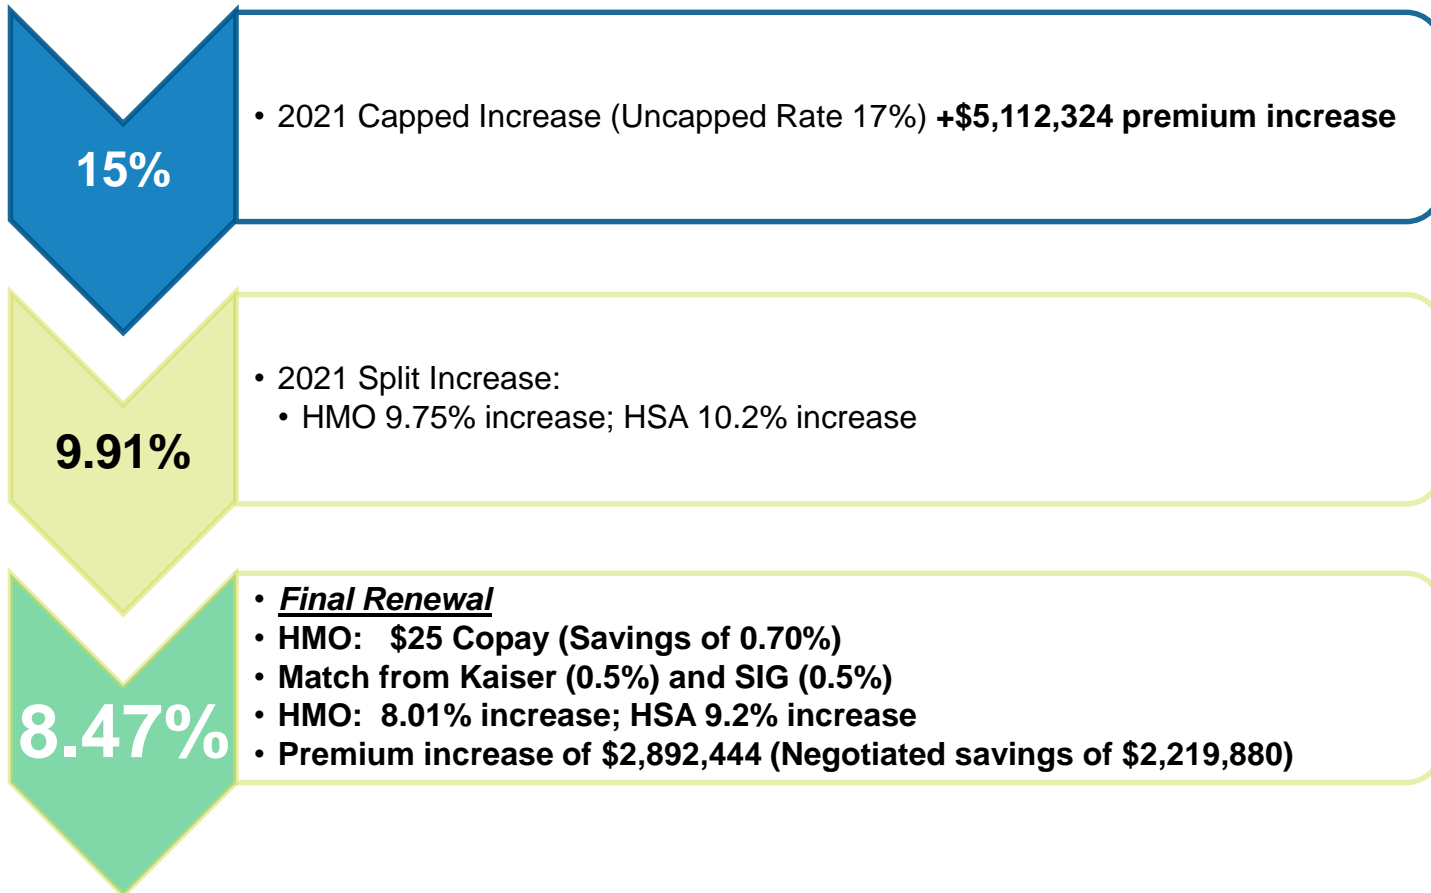 15%
• 2021 Capped Increase (Uncapped Rate 17%) +$5,112,324 premium increase
9.91%
• 2021 Split Increase:
• HMO 9.75% increase; HSA 10.2% increase
8.47%
• Final Renewal
• HMO:   $25 Copay (Savings of 0.70%)
• Match from Kaiser (0.5%) and SIG (0.5%)
• HMO:  8.01% increase; HSA 9.2% increase
• Premium increase of $2,892,444 (Negotiated savings of $2,219,880)